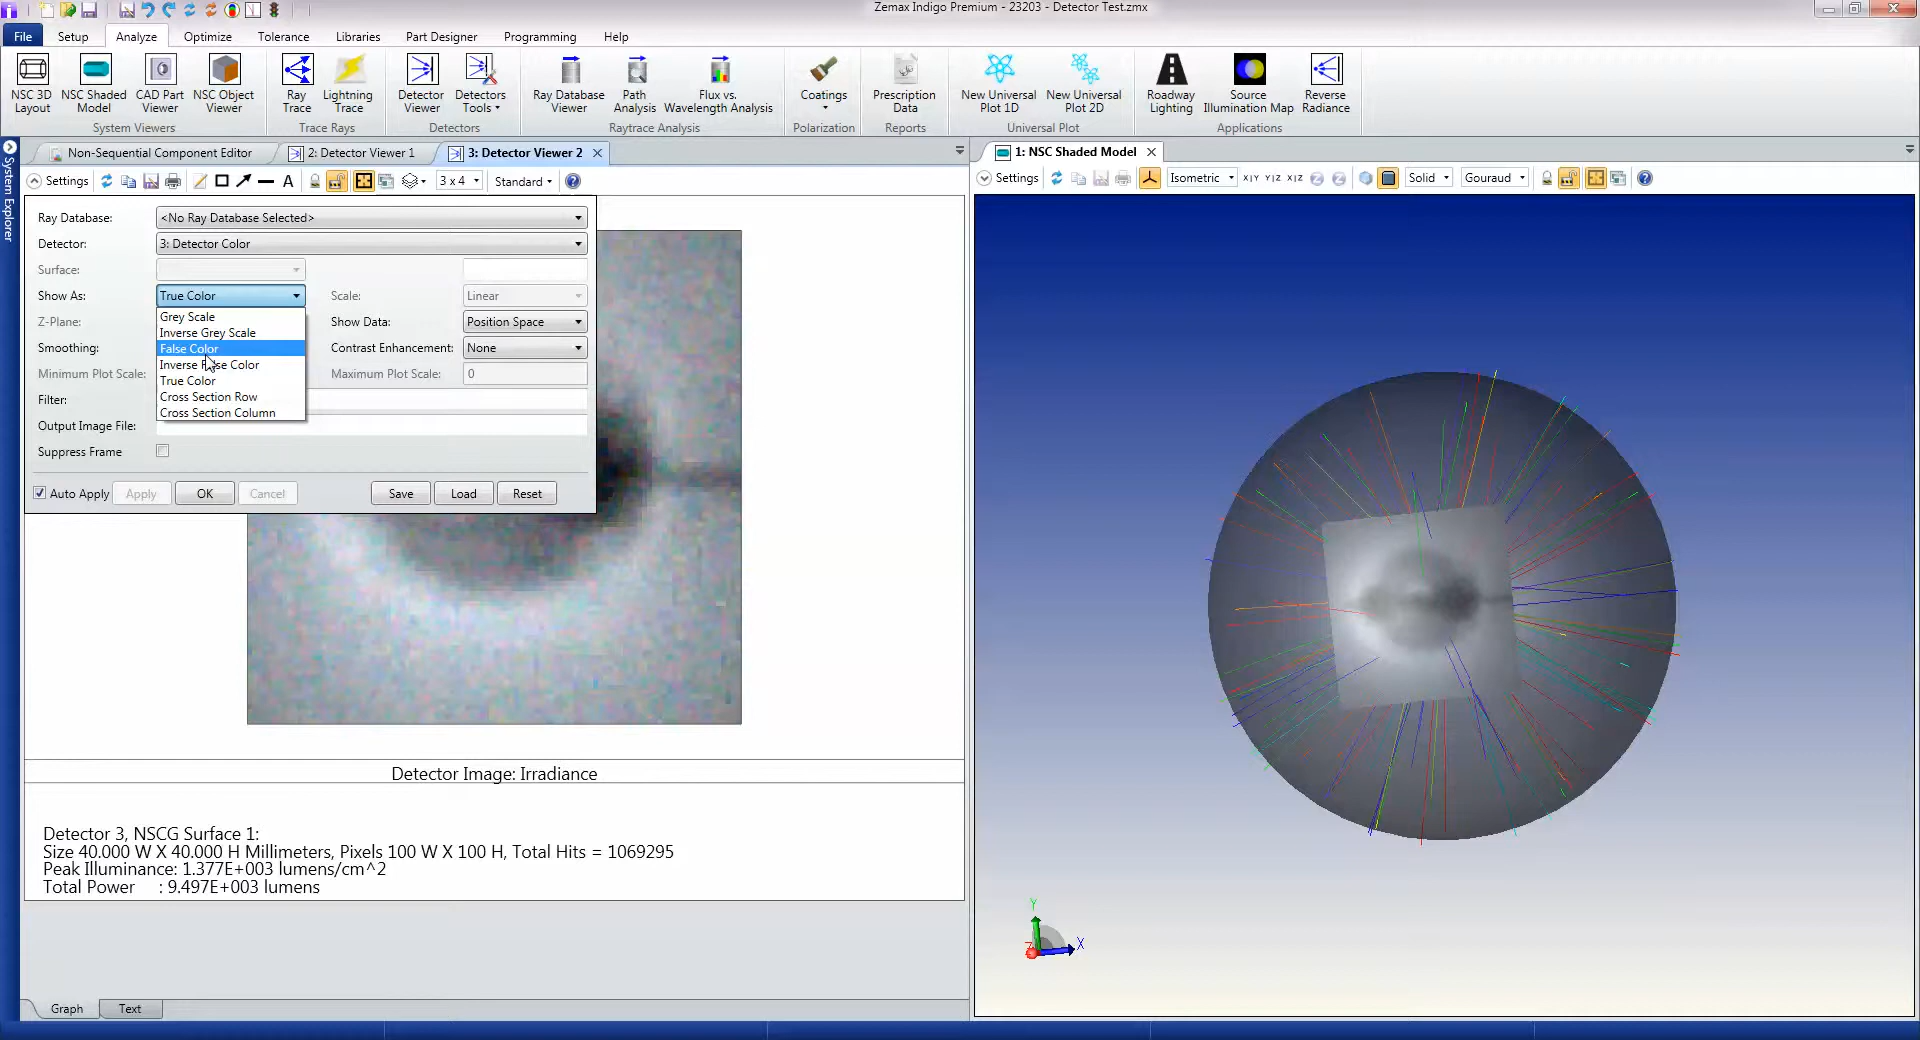 Zemax Indigo Premium - 23203 - Detector Test.zmx
File Setup Analyze Optimize Tolerance Libraries Part Designer Programming Help
NSC 3D Layout
NSC Shaded Model
CAD Part Viewer
NSC Object Viewer
Ray Trace
Lightning Trace
Detector Viewer
Detectors Tools
Ray Database Viewer
Path Analysis
Flux vs. Wavelength Analysis
Coatings
Prescription Data
New Universal Plot 1D
New Universal Plot 2D
Roadway Lighting
Source Illumination Map
Reverse Radiance
System Viewers Trace Rays Detectors Raytrace Analysis Polarization Reports Universal Plot Applications
System Explorer
Non-Sequential Component Editor 2: Detector Viewer 1 3: Detector Viewer 2
Settings A 3 x 4 Standard
Ray Database: <No Ray Database Selected>
Detector: 3: Detector Color
Surface:
Show As: True Color Scale: Linear
Grey Scale
Inverse Grey Scale
False Color
Inverse False Color
True Color
Cross Section Row
Cross Section Column
Z-Plane: Show Data: Position Space
Smoothing: Contrast Enhancement: None
Minimum Plot Scale: Maximum Plot Scale: 0
Filter:
Output Image File:
Suppress Frame
Auto Apply Apply OK Cancel Save Load Reset
Detector Image: Irradiance
Detector 3, NSCG Surface 1:
Size 40.000 W X 40.000 H Millimeters, Pixels 100 W X 100 H, Total Hits = 1069295
Peak Illuminance: 1.377E+003 lumens/cm^2
Total Power : 9.497E+003 lumens
Graph Text
1: NSC Shaded Model
Settings Isometric X|Y Y|Z X|Z Solid Gouraud
Y
Z X